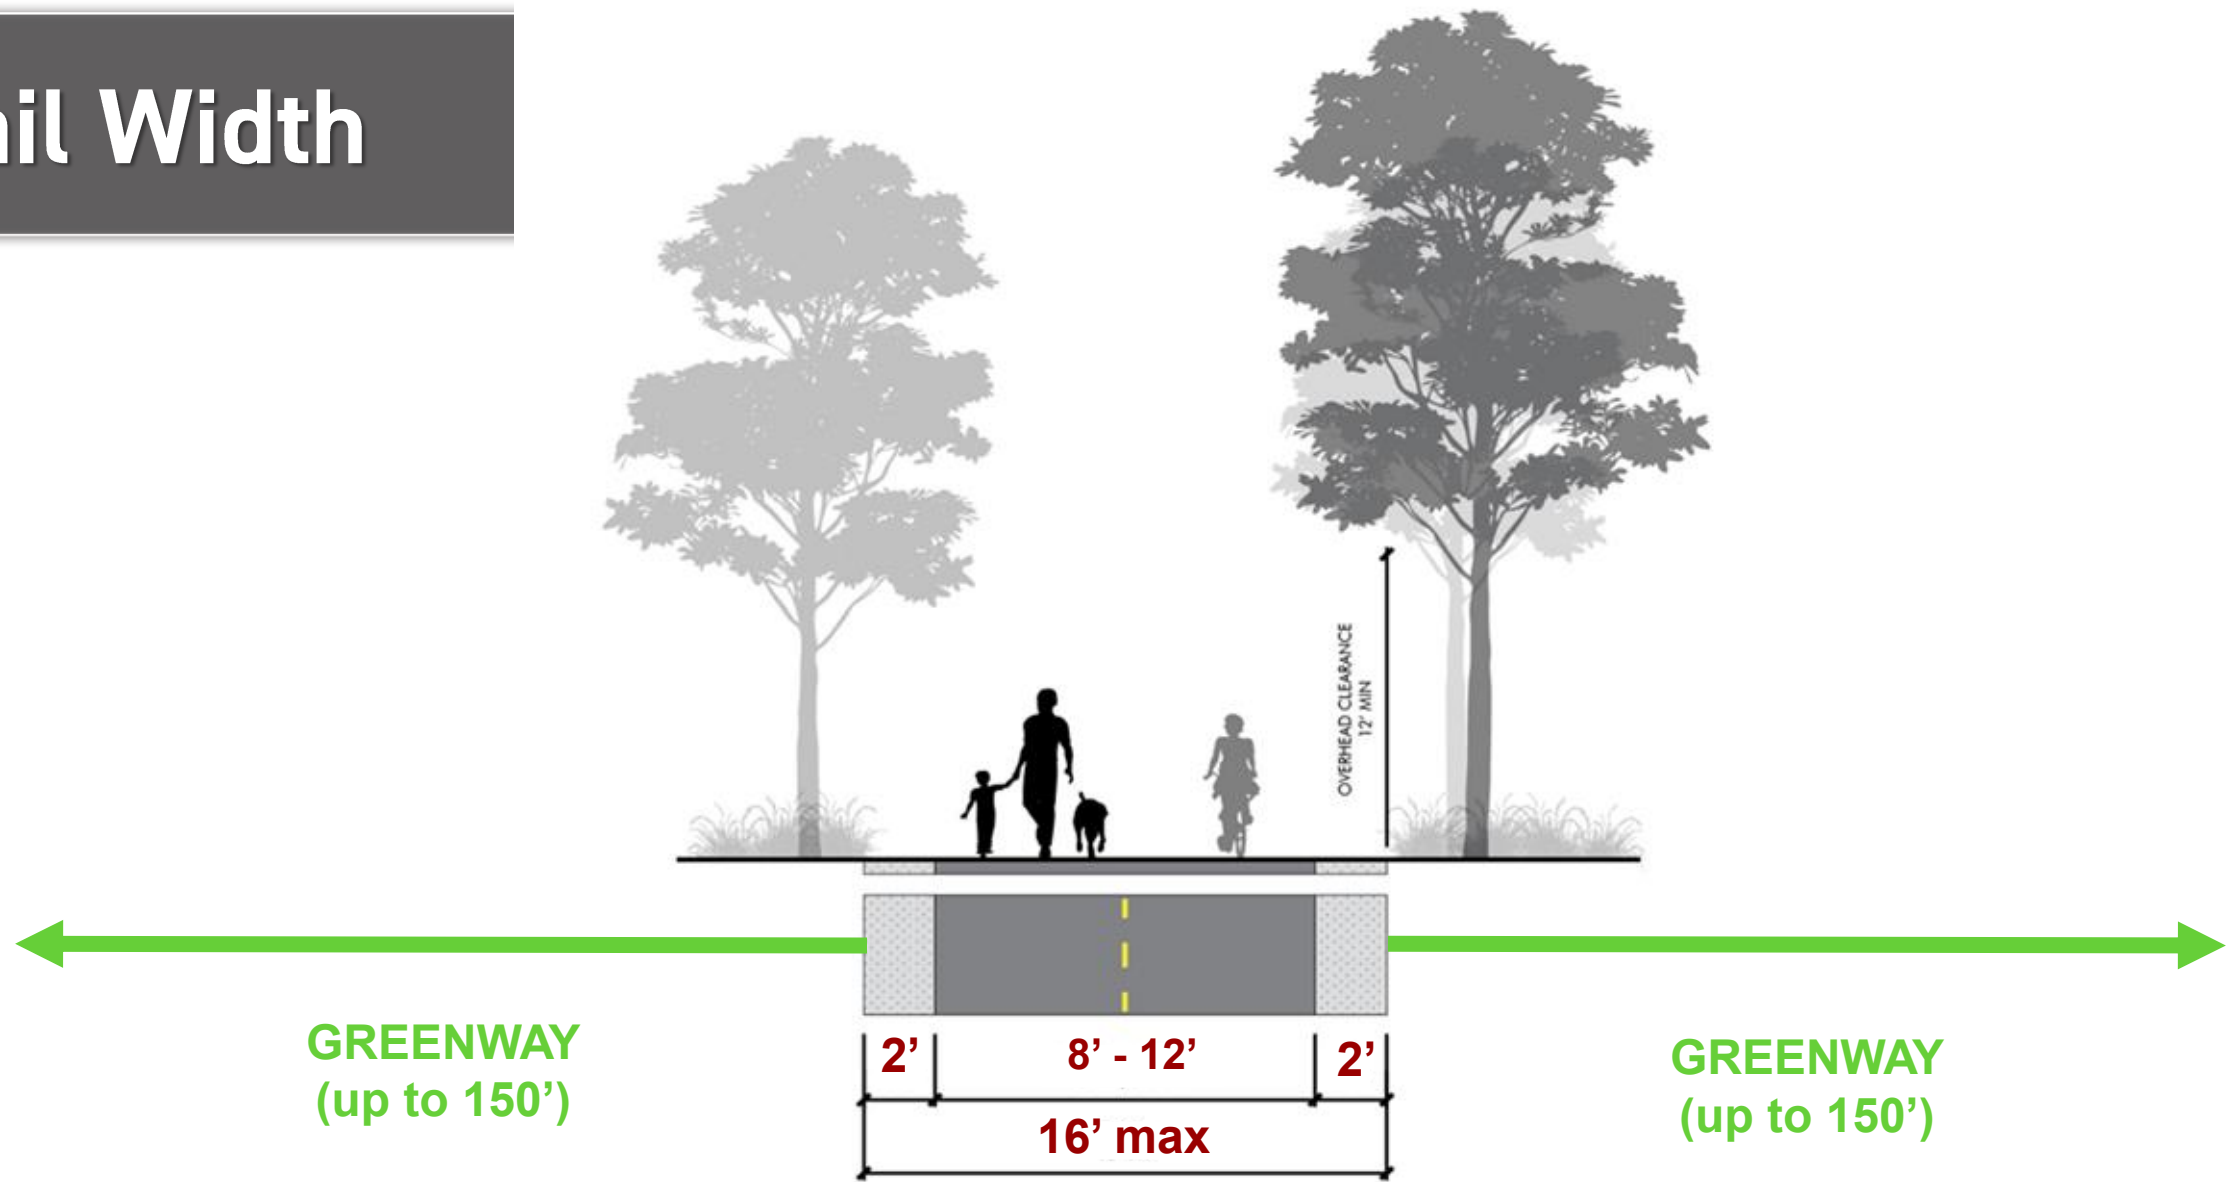 ail Width
OVERHEAD CLEARANCE
12' MIN
2’
8’ - 12’
2’
16’ max
GREENWAY
(up to 150’)
GREENWAY
(up to 150’)